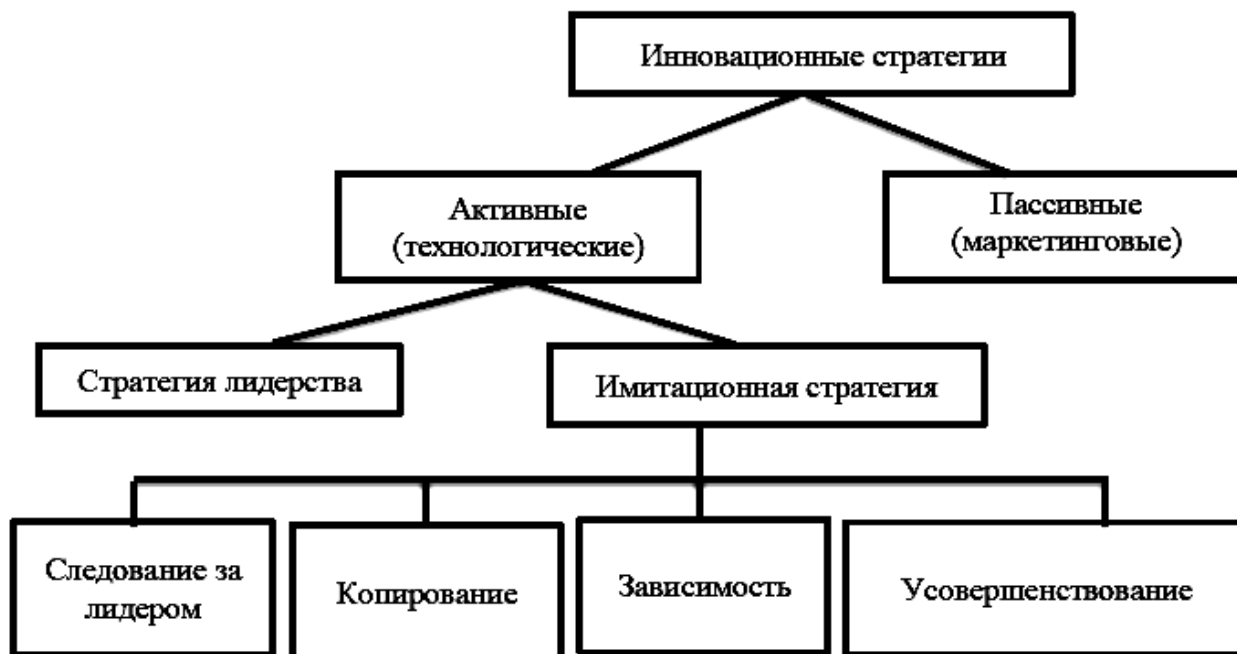 Инновационные стратегии
Активные
(технологические)
Пассивные
(маркетинговые)
Стратегия лидерства
Имитационная стратегия
Следование за
лидером
Копирование
Зависимость
Усовершенствование